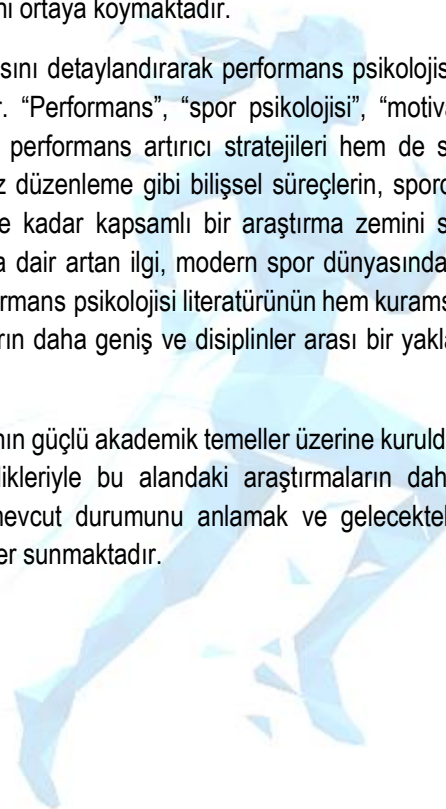 nı ortaya koymaktadır.
sını detaylandırarak performans psikolojis
r. “Performans”, “spor psikolojisi”, “motiva
performans artırıcı stratejileri hem de s
z düzenleme gibi bilişsel süreçlerin, sporc
e kadar kapsamlı bir araştırma zemini s
a dair artan ilgi, modern spor dünyasında
rmans psikolojisi literatürünün hem kurams
rın daha geniş ve disiplinler arası bir yakla
nın güçlü akademik temeller üzerine kuruld
likleriyle bu alandaki araştırmaların dah
mevcut durumunu anlamak ve gelecektel
er sunmaktadır.